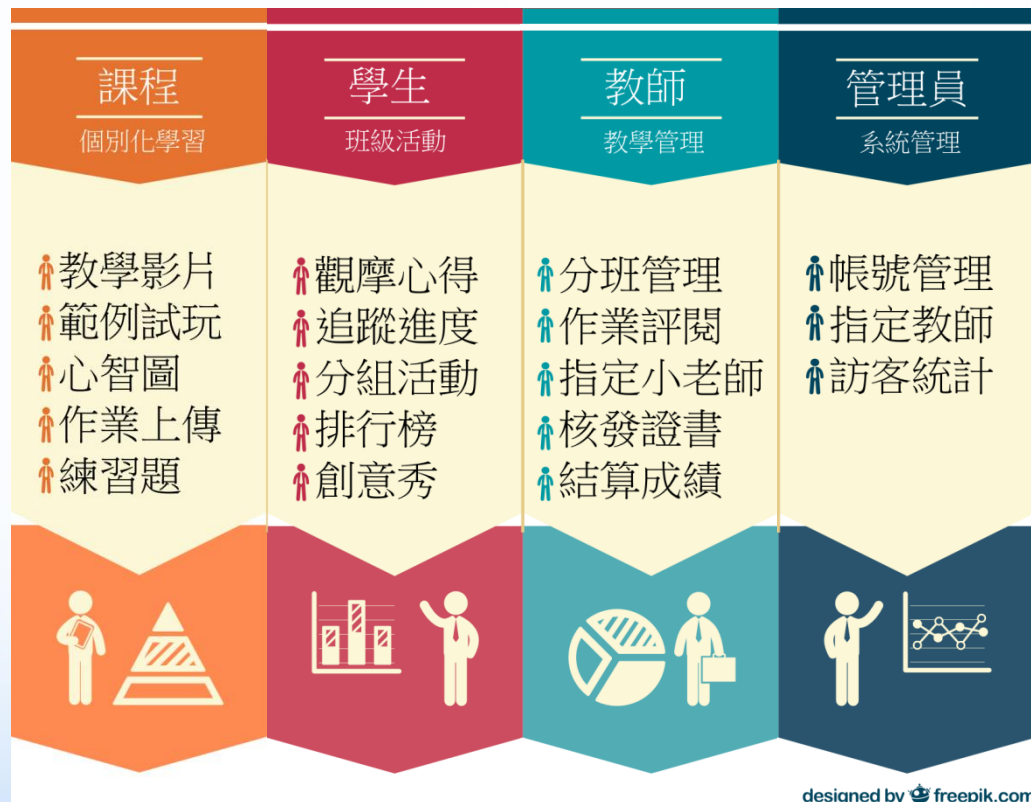 課程
個別化學習
教學影片
範例試玩
心智圖
作業上傳
練習題
學生
班級活動
觀摩心得
追蹤進度
分組活動
排行榜
創意秀
教師
教學管理
分班管理
作業評閱
指定小老師
核發證書
結算成績
管理員
系統管理
帳號管理
指定教師
訪客統計
designed by freepik.com